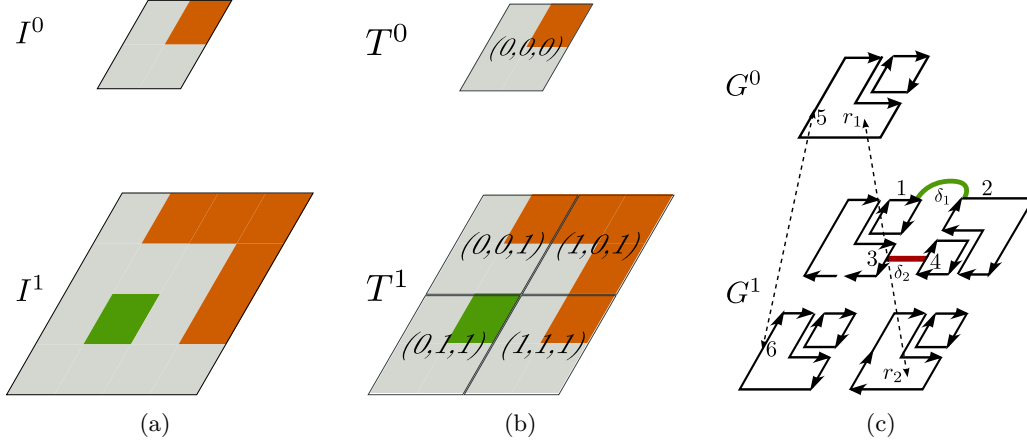 I^0
I^1
(a)
T^0
(0,0,0)
T^1
(0,0,1)
(1,0,1)
(0,1,1)
(1,1,1)
(b)
G^0
5
r_1
1
δ_1
2
3
δ_2
4
G^1
6
r_2
(c)